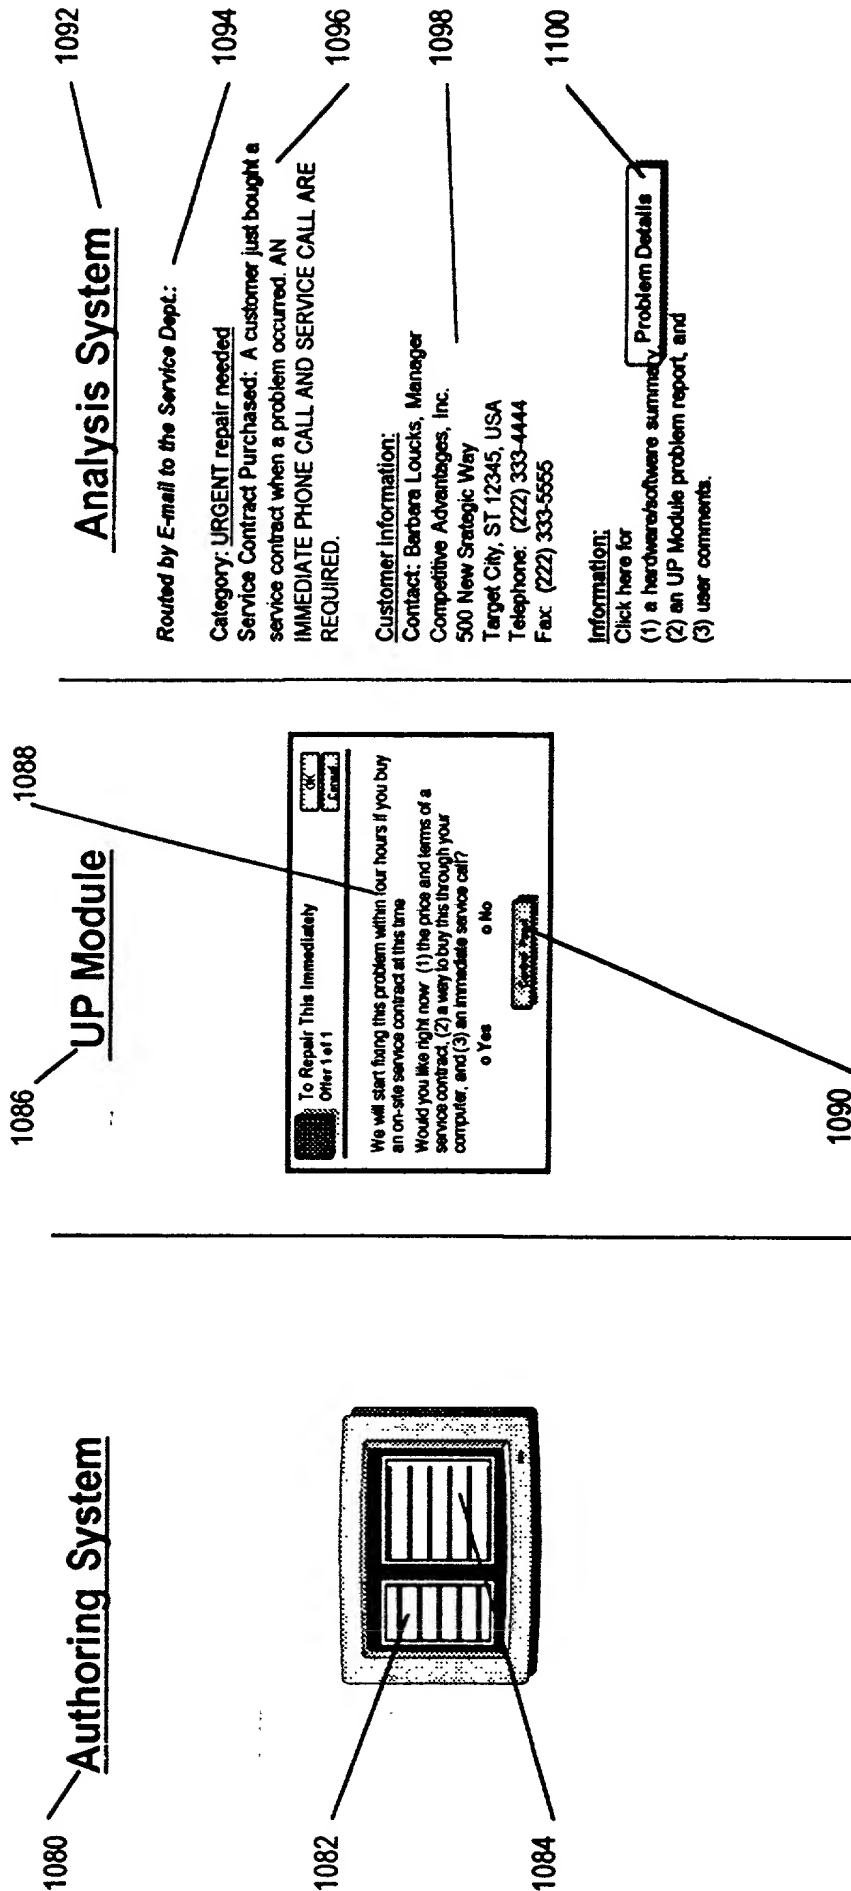 1080
Authoring System
1082
1084
1086
UP Module
1088
To Repair This Immediately
Offer 1 of 1
OK
Cancel
We will start fixing this problem within four hours if you buy
an on-site service contract at this time
Would you like right now (1) the price and terms of a
service contract, (2) a way to buy this through your
computer, and (3) an immediate service call?
o Yes
o No
Control Panel
1090
1092
Analysis System
1094
Routed by E-mail to the Service Dept.:
1096
Category: URGENT repair needed
Service Contract Purchased: A customer just bought a
service contract when a problem occurred. AN
IMMEDIATE PHONE CALL AND SERVICE CALL ARE
REQUIRED.
1098
Customer information:
Contact: Barbara Loucks, Manager
Competitive Advantages, Inc.
500 New Srategic Way
Target City, ST 12345, USA
Telephone: (222) 333-4444
Fax: (222) 333-5555
1100
Information:
Click here for
(1) a hardware/software summary,
(2) an UP Module problem report, and
(3) user comments.
Problem Details